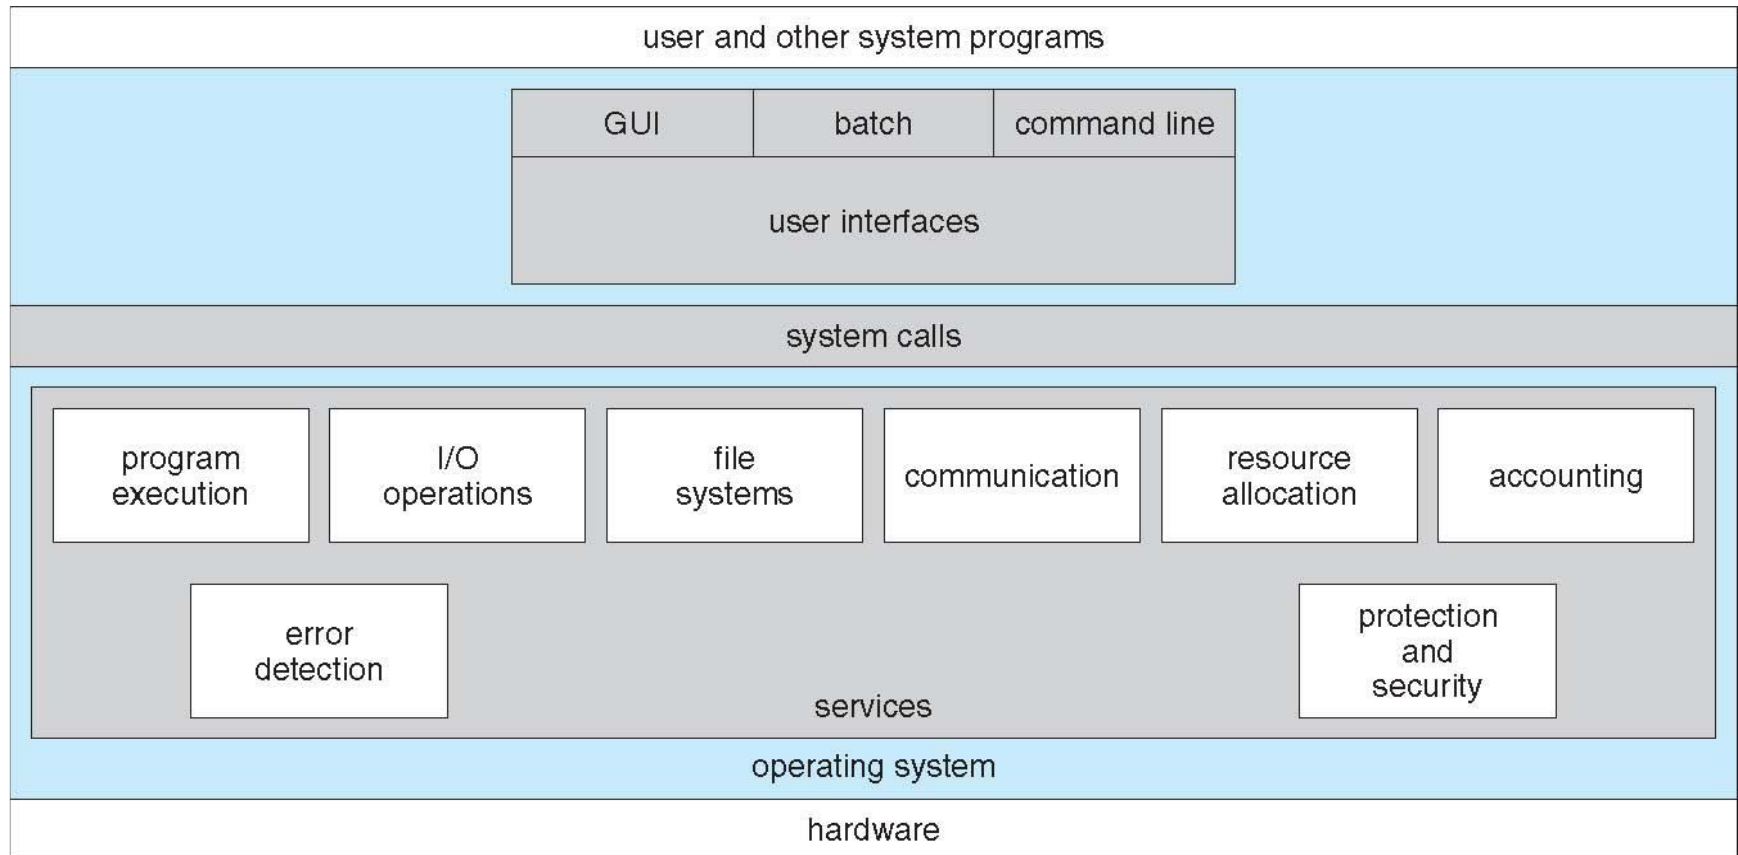 user and other system programs
GUI
batch
command line
user interfaces
system calls
program
execution
I/O
operations
file
systems
communication
resource
allocation
accounting
error
detection
protection
and
security
services
operating system
hardware